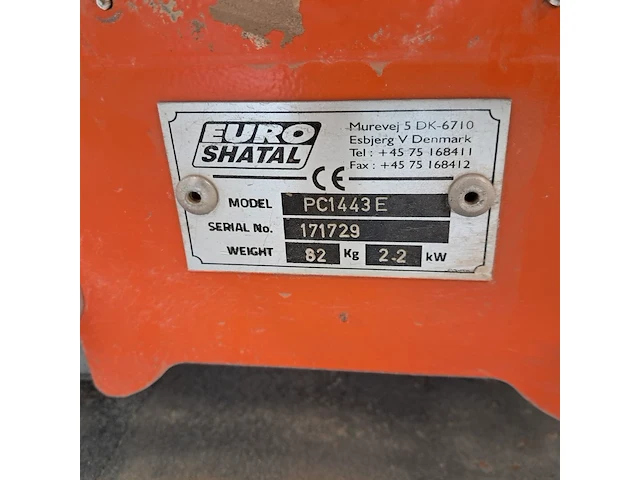 EURO
SHATAL
Murevej 5 DK-6710
Esbjerg V Denmark
Tel : +45 75 168411
Fax : +45 75 168412
CE
MODEL PC1443E
SERIAL No. 171729
WEIGHT 82 Kg 2.2 kW